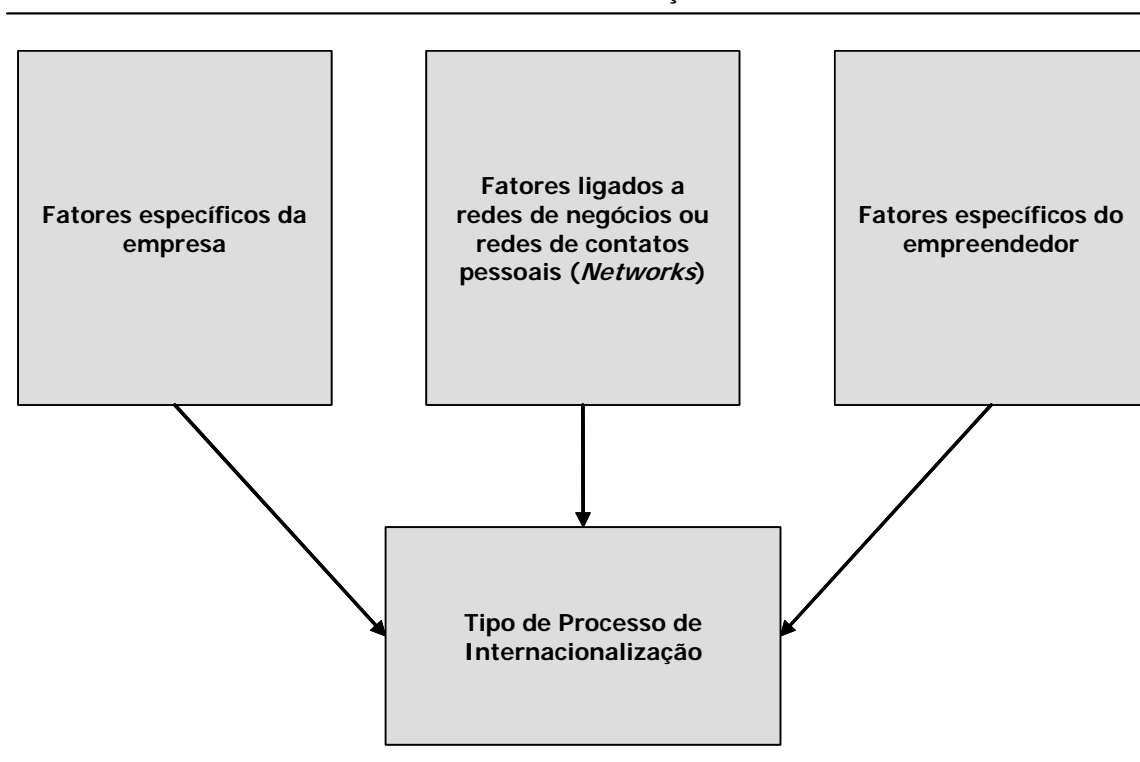 Fatores específicos da
empresa
Fatores ligados a
redes de negócios ou
redes de contatos
pessoais (Networks)
Fatores específicos do
empreendedor
Tipo de Processo de
Internacionalização